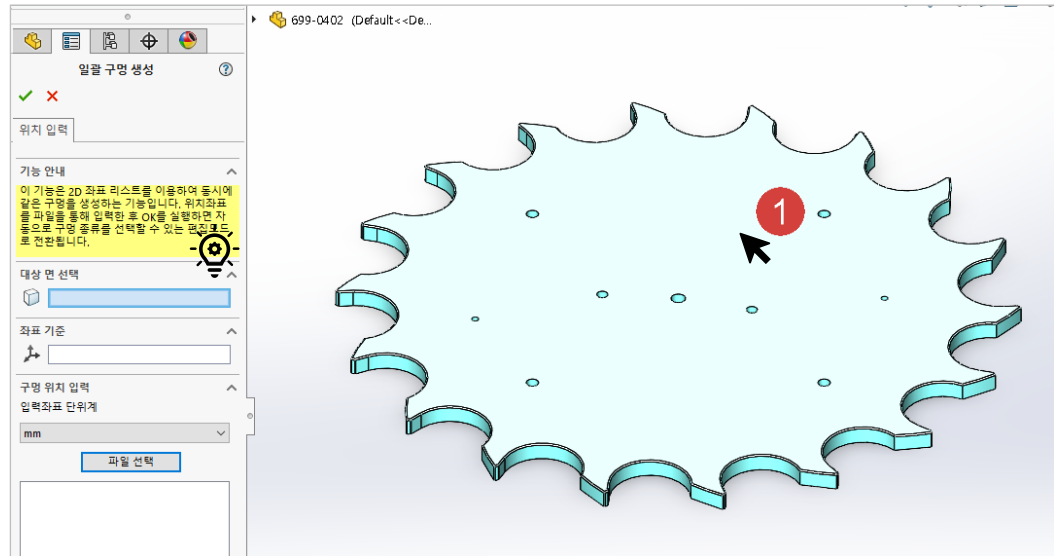 699-0402 (Default<<De...
일괄 구멍 생성
위치 입력
기능 안내
이 기능은 2D 좌표 리스트를 이용하여 동시에
같은 구멍을 생성하는 기능입니다. 위치좌표
를 파일을 통해 입력한 후 OK를 실행하면 자
동으로 구멍 종류를 선택할 수 있는 편집모드
로 전환됩니다.
대상 면 선택
좌표 기준
구멍 위치 입력
입력좌표 단위계
mm
파일 선택
1